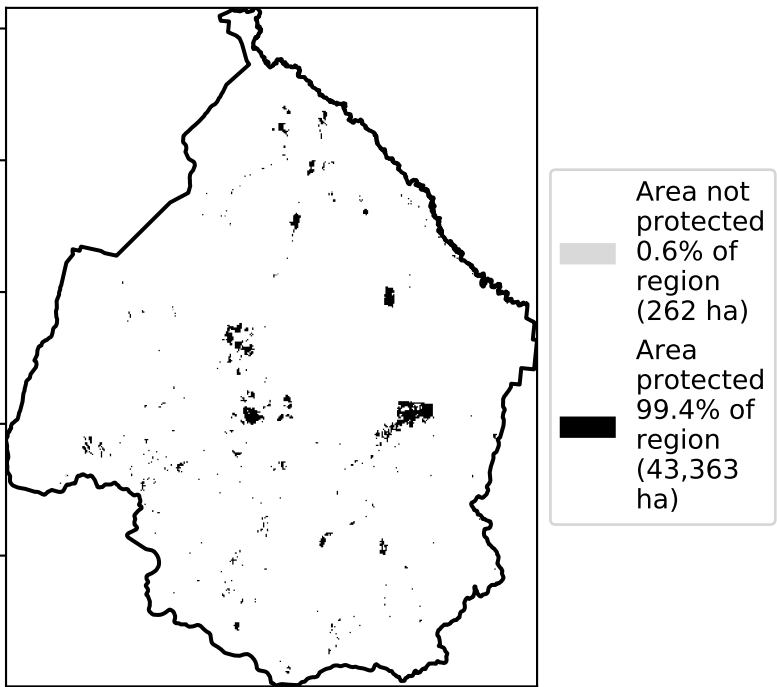 Area not
protected
0.6% of
region
(262 ha)
Area
protected
99.4% of
region
(43,363
ha)